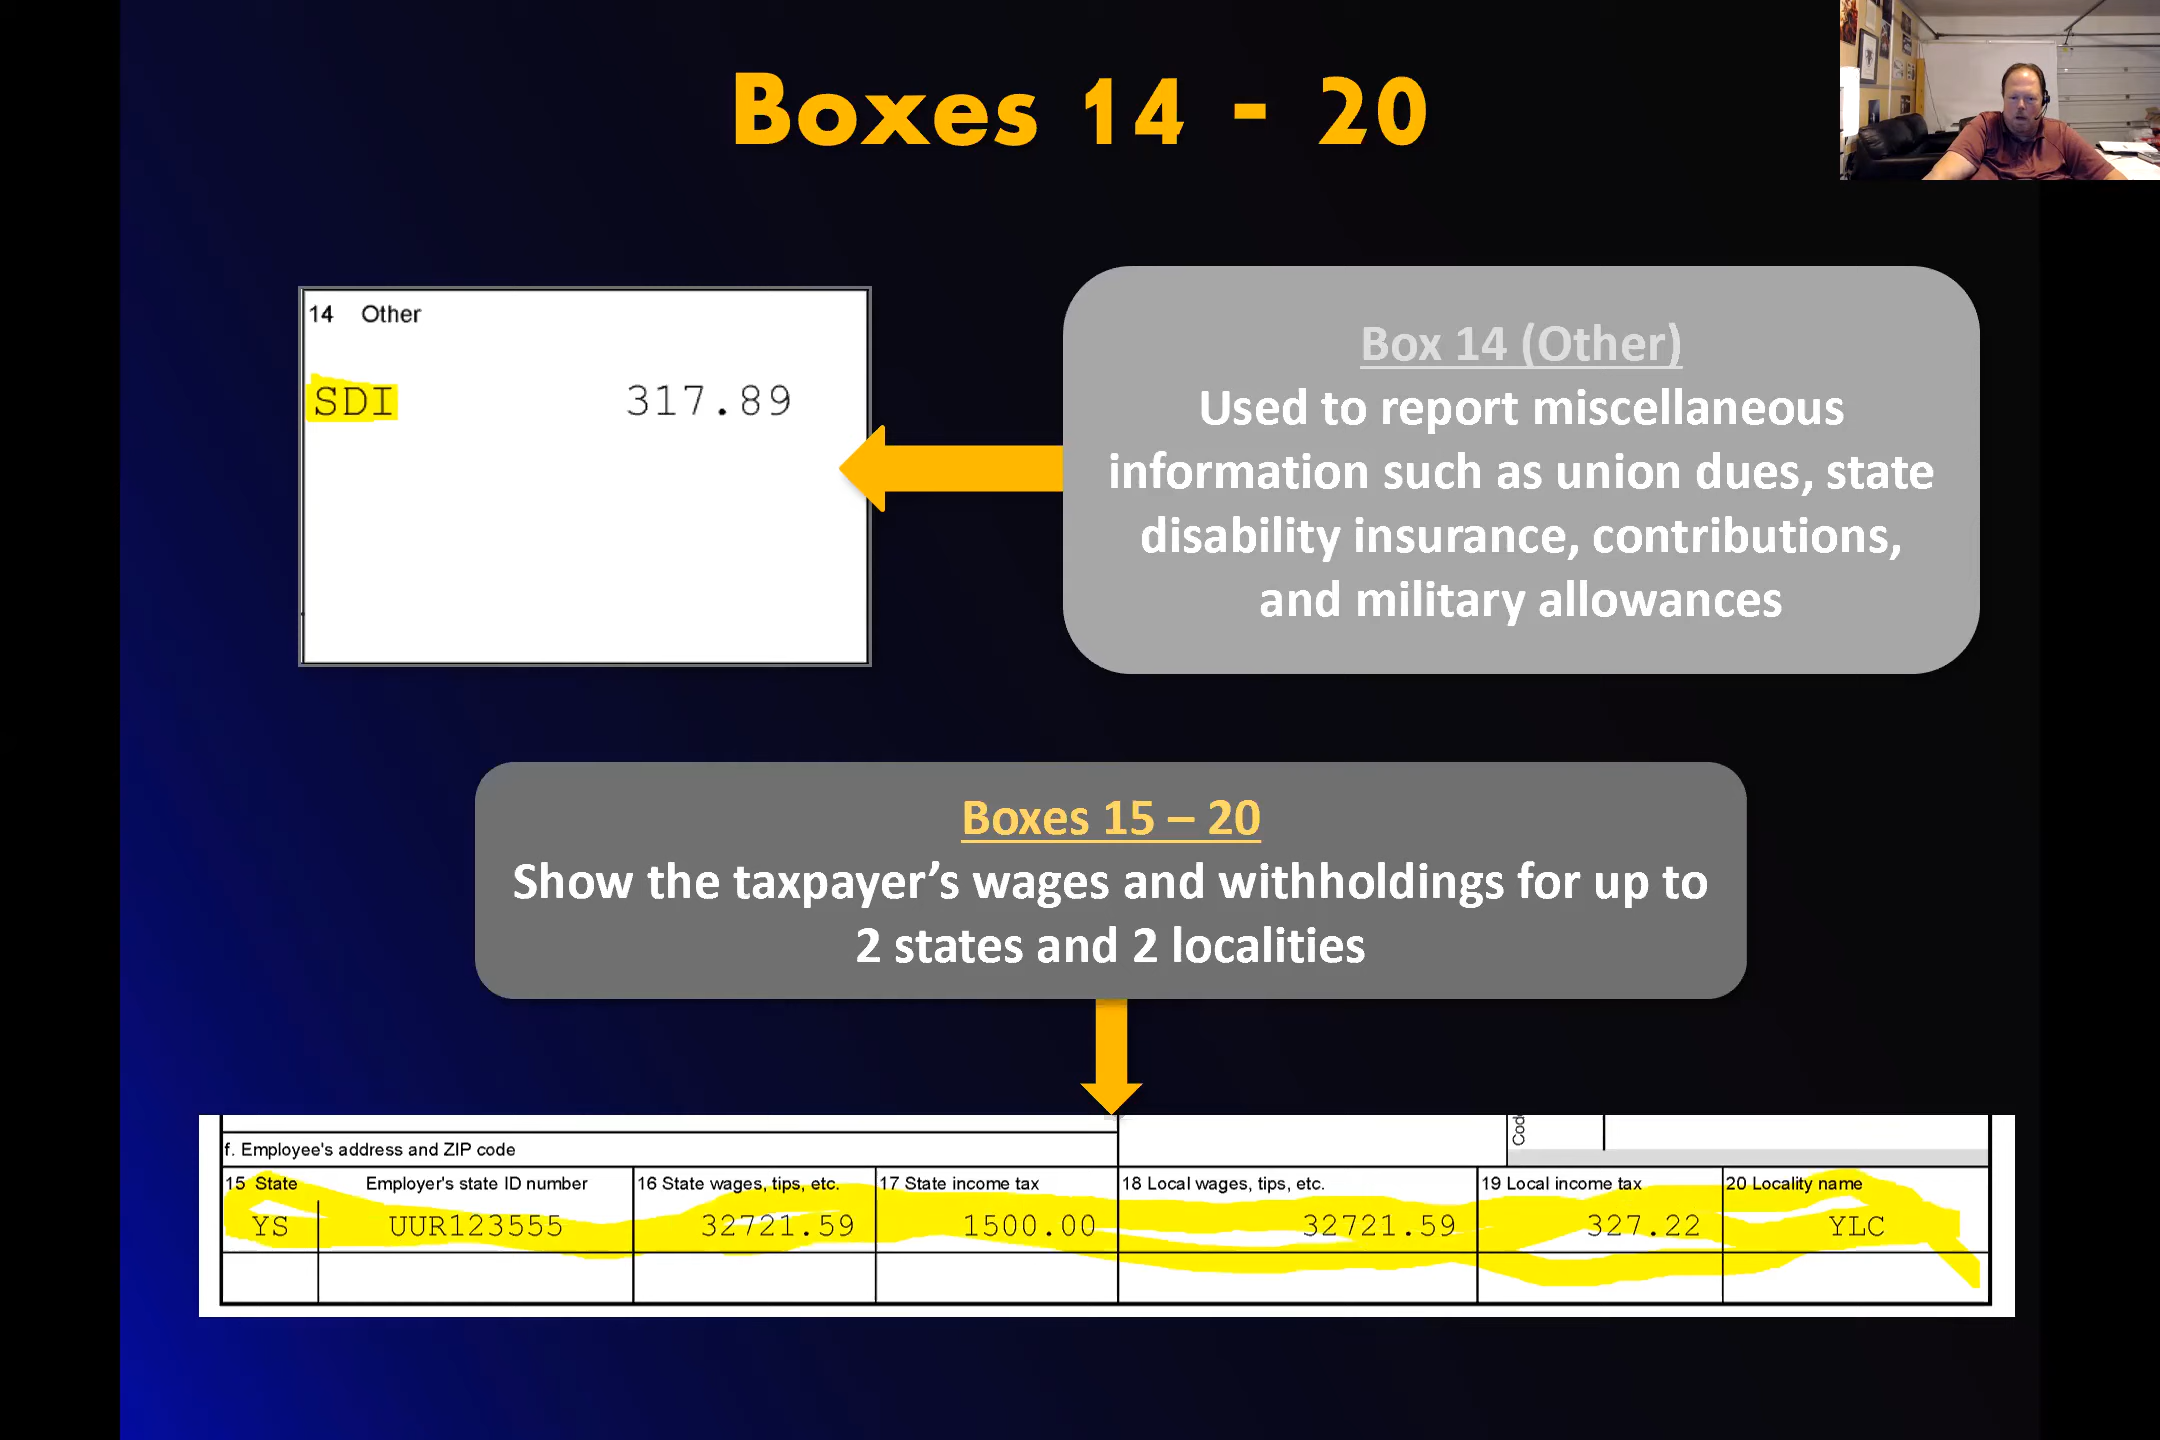 Boxes 14 - 20
14 Other
SDI 317.89
Box 14 (Other)
Used to report miscellaneous
information such as union dues, state
disability insurance, contributions,
and military allowances
Boxes 15 – 20
Show the taxpayer’s wages and withholdings for up to
2 states and 2 localities
Cod
f. Employee's address and ZIP code
15 State Employer's state ID number 16 State wages, tips, etc. 17 State income tax 18 Local wages, tips, etc. 19 Local income tax 20 Locality name
YS UUR123555 32721.59 1500.00 32721.59 327.22 YLC